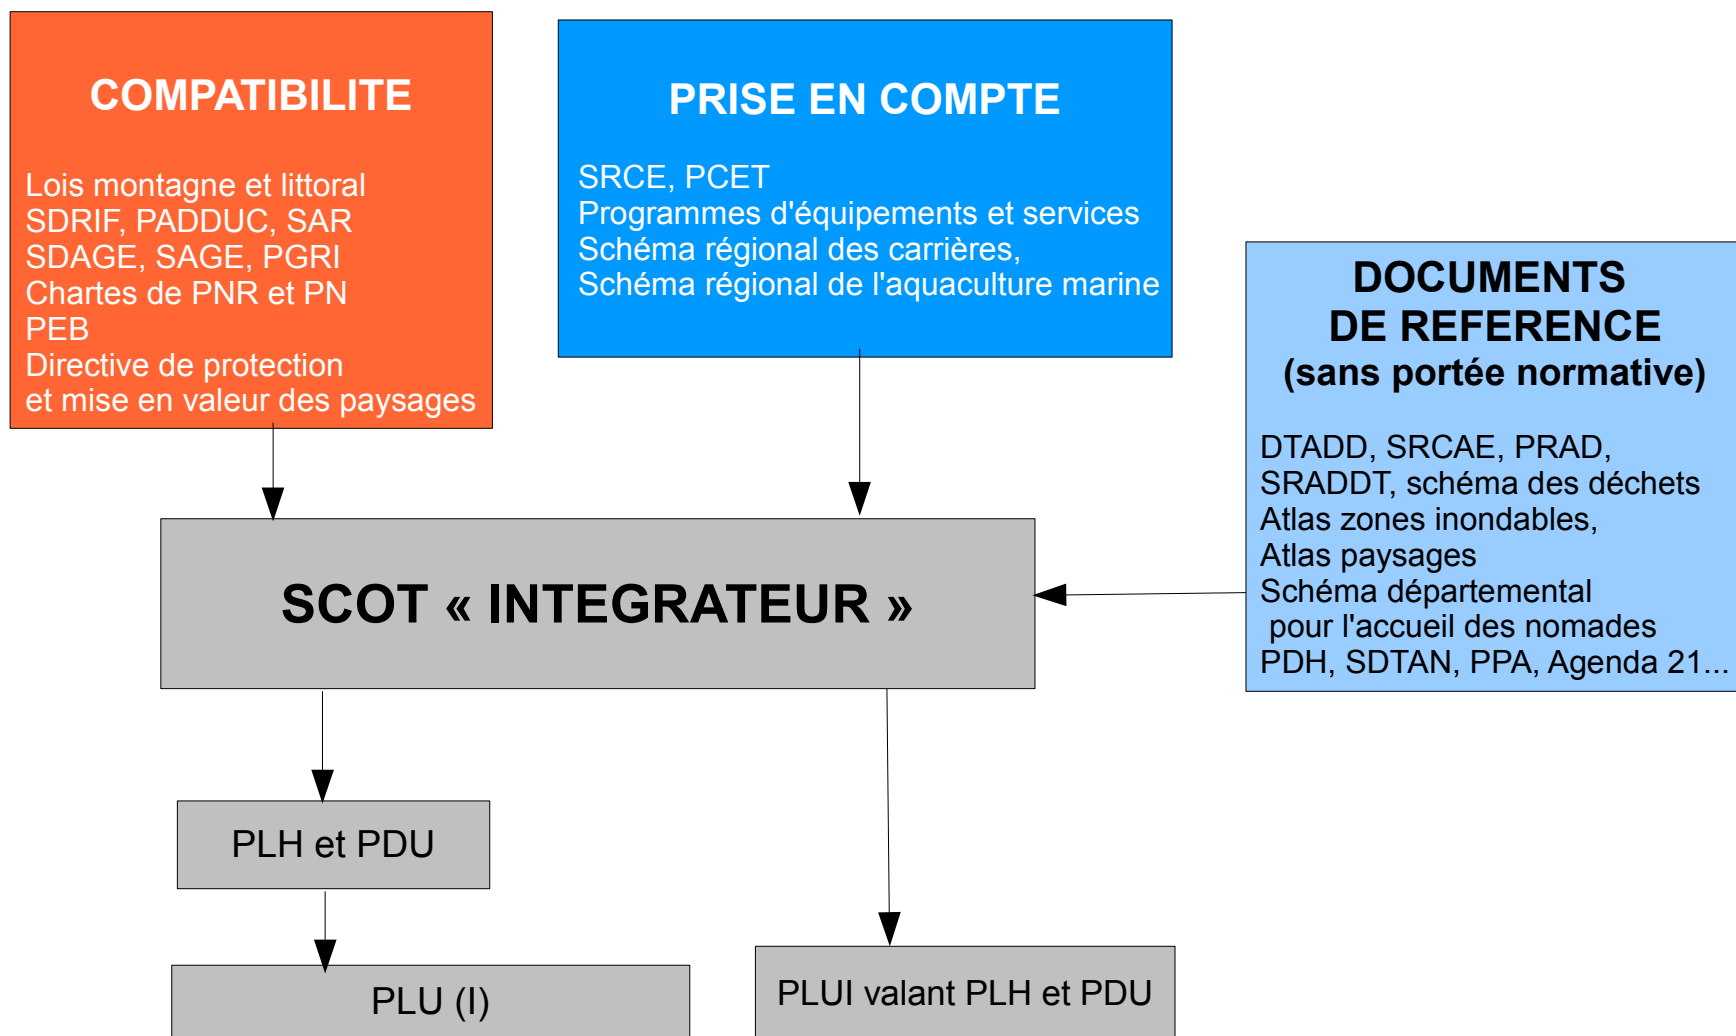 COMPATIBILITE
Lois montagne et littoral
SDRIF, PADDUC, SAR
SDAGE, SAGE, PGRI
Chartes de PNR et PN
PEB
Directive de protection
et mise en valeur des paysages
PRISE EN COMPTE
SRCE, PCET
Programmes d'équipements et services
Schéma régional des carrières,
Schéma régional de l'aquaculture marine
DOCUMENTS
DE REFERENCE
(sans portée normative)
DTADD, SRCAE, PRAD,
SRADDT, schéma des déchets
Atlas zones inondables,
Atlas paysages
Schéma départemental
pour l'accueil des nomades
PDH, SDTAN, PPA, Agenda 21...
SCOT « INTEGRATEUR »
PLH et PDU
PLU (I)
PLUI valant PLH et PDU